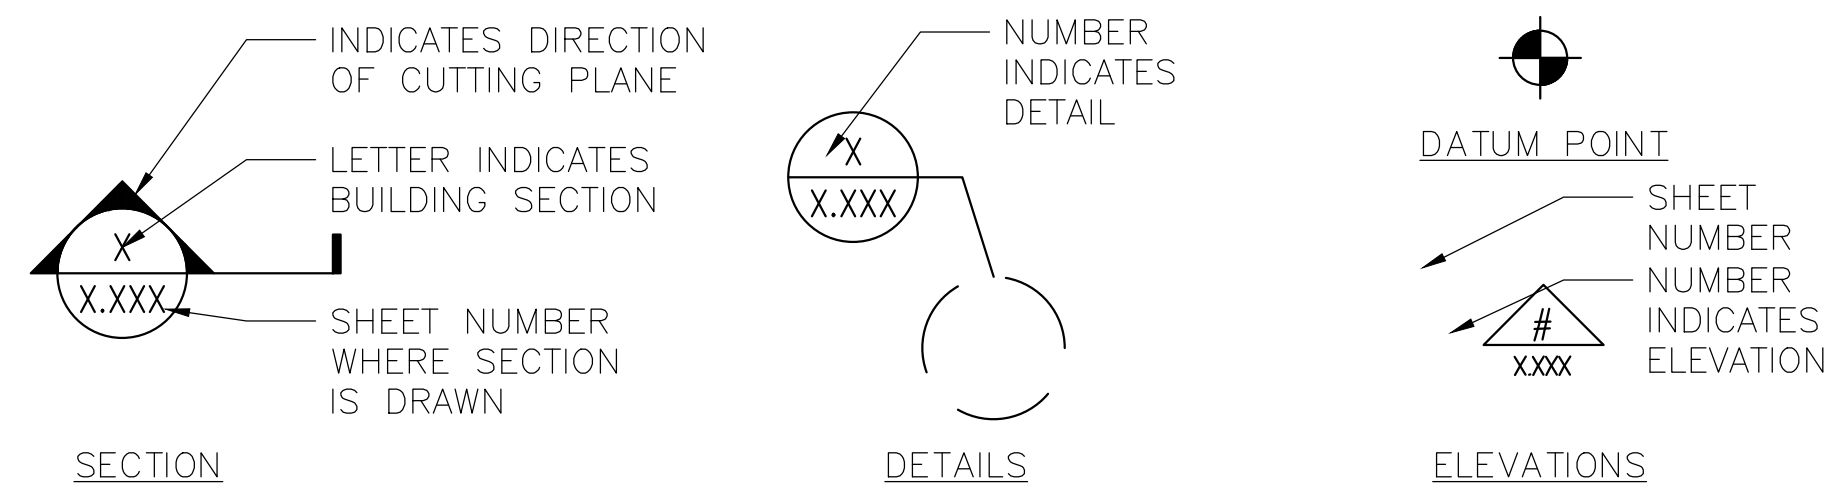 INDICATES DIRECTION
OF CUTTING PLANE
LETTER INDICATES
BUILDING SECTION
X
X.XXX
SHEET NUMBER
WHERE SECTION
IS DRAWN
SECTION
NUMBER
INDICATES
DETAIL
X
X.XXX
DETAILS
DATUM POINT
SHEET
NUMBER
NUMBER
INDICATES
ELEVATION
#
X.XXX
ELEVATIONS